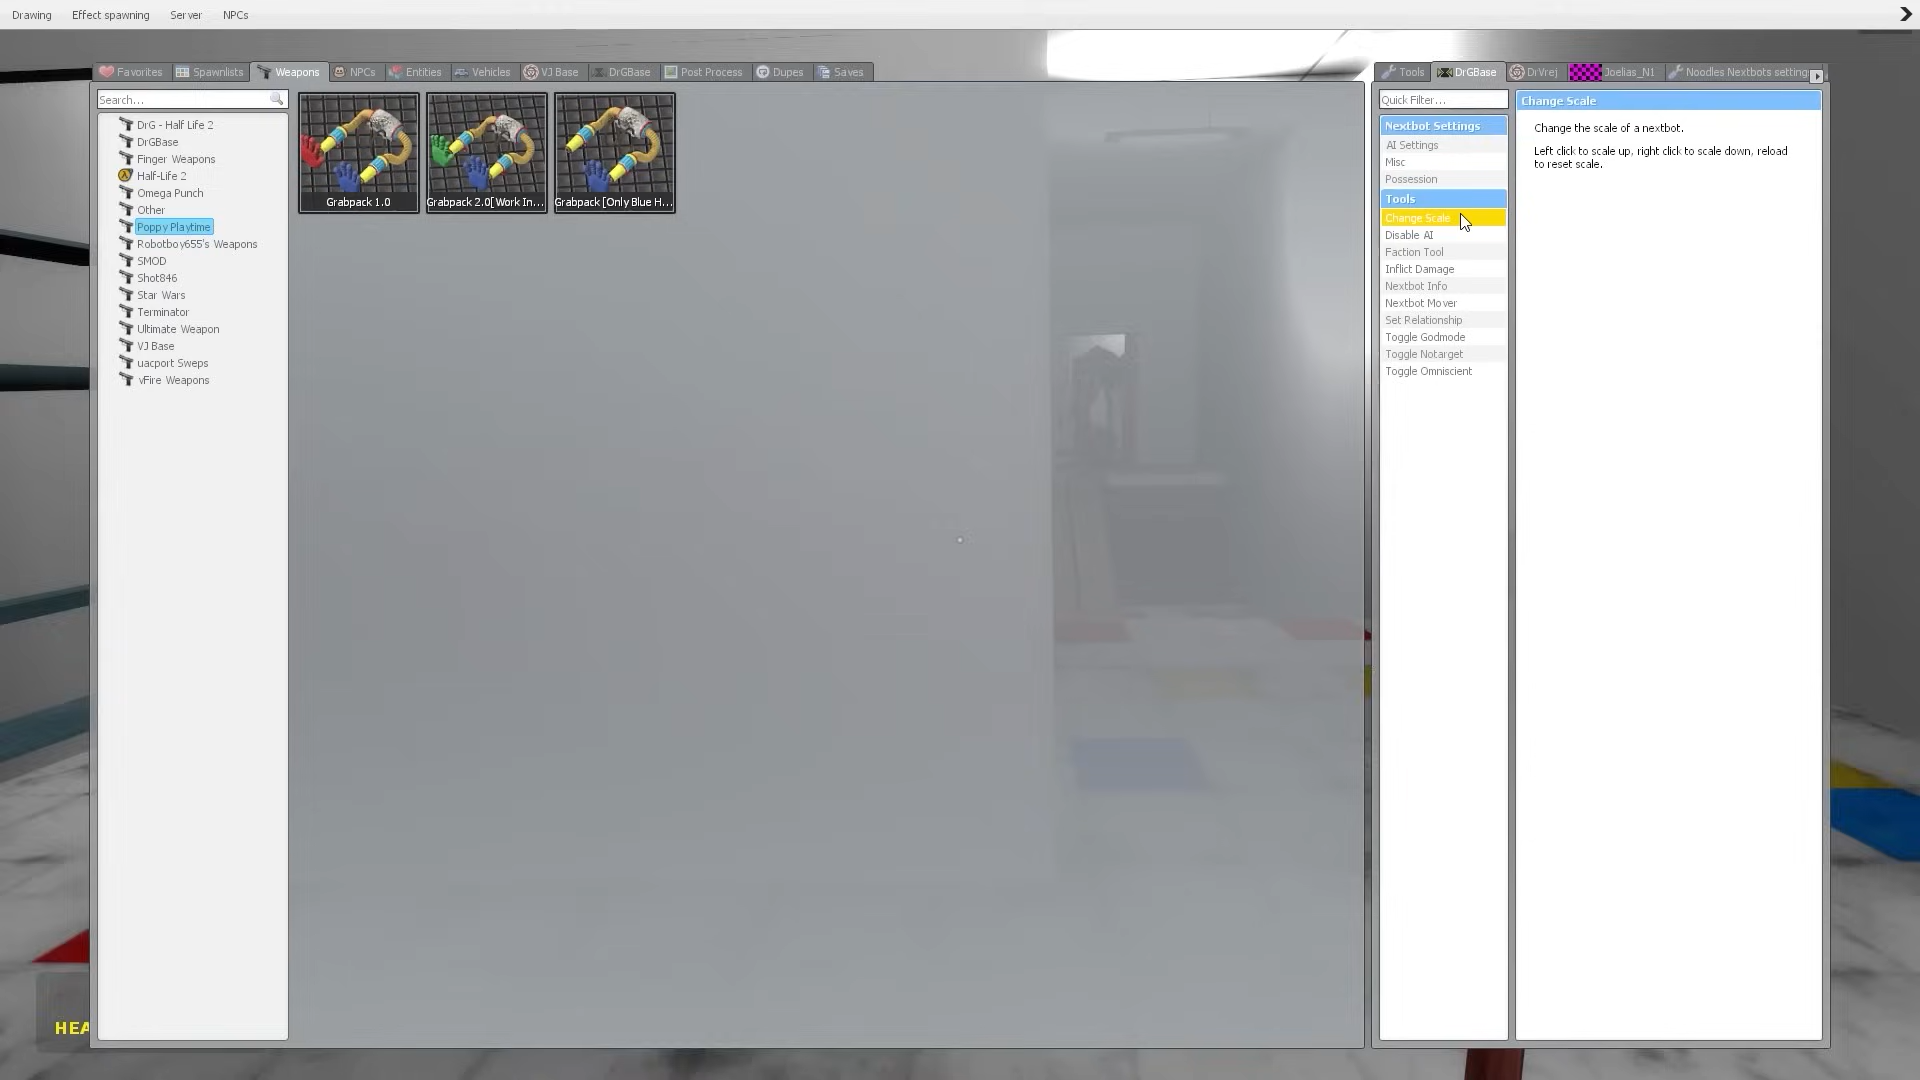 Drawing Effect spawning Server NPCs
Favorites Spawnlists Weapons NPCs Entities Vehicles VJ Base DrGBase Post Process Dupes Saves
Search...
DrG - Half Life 2
DrGBase
Finger Weapons
Half-Life 2
Omega Punch
Other
Poppy Playtime
Robotboy655's Weapons
SMOD
Shot846
Star Wars
Terminator
Ultimate Weapon
VJ Base
uacport Sweps
vFire Weapons
Grabpack 1.0
Grabpack 2.0[Work In...
Grabpack [Only Blue H...
Tools DrGBase DrVrej Joelias_N1 Noodles Nextbots setting
Quick Filter...
Nextbot Settings
AI Settings
Misc
Possession
Tools
Change Scale
Disable AI
Faction Tool
Inflict Damage
Nextbot Info
Nextbot Mover
Set Relationship
Toggle Godmode
Toggle Notarget
Toggle Omniscient
Change Scale
Change the scale of a nextbot.
Left click to scale up, right click to scale down, reload
to reset scale.
HEA